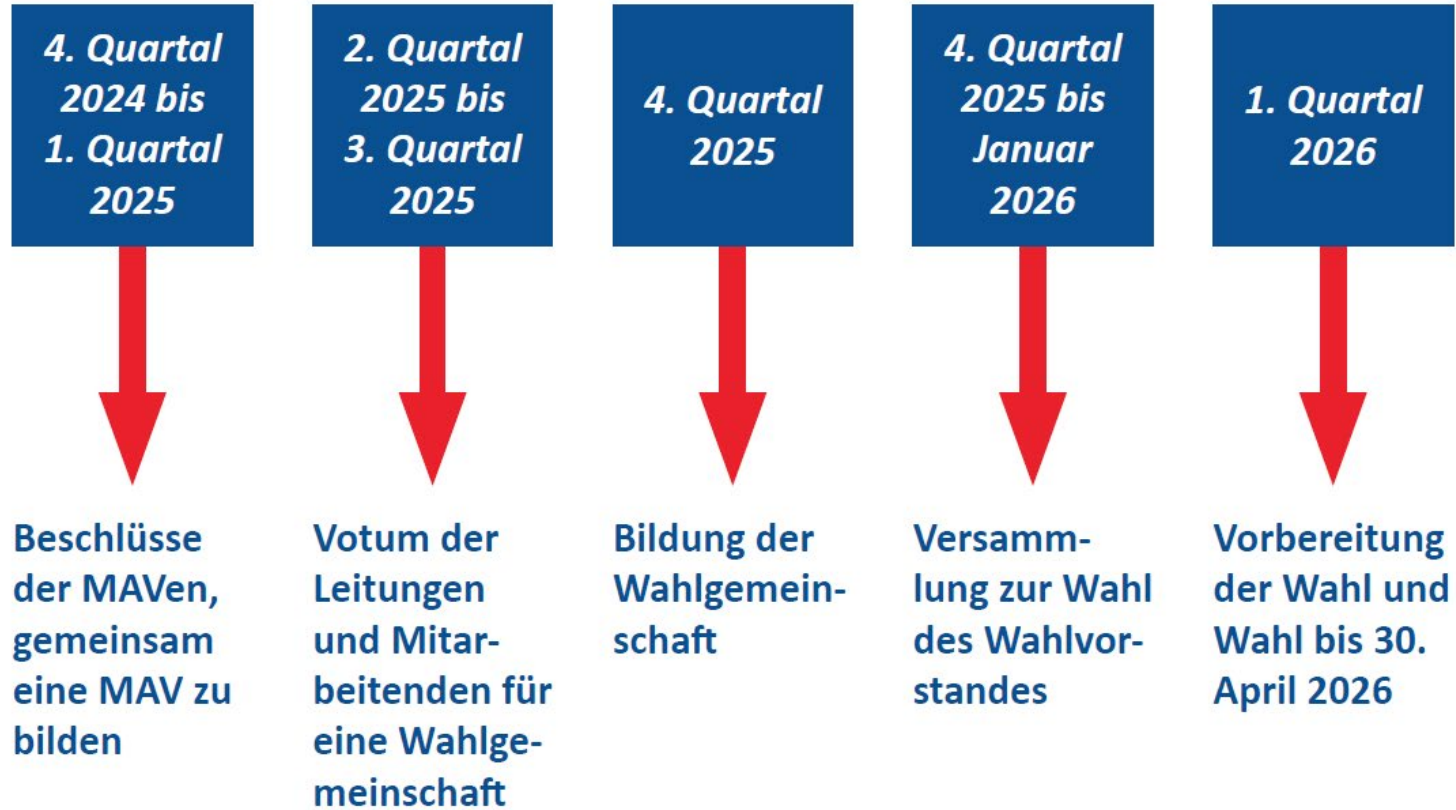 4. Quartal
2024 bis
1. Quartal
2025
2. Quartal
2025 bis
3. Quartal
2025
4. Quartal
2025
4. Quartal
2025 bis
Januar
2026
1. Quartal
2026
Beschlüsse
der MAVen,
gemeinsam
eine MAV zu
bilden
Votum der
Leitungen
und Mitar-
beitenden für
eine Wahlge-
meinschaft
Bildung der
Wahlgemein-
schaft
Versamm-
lung zur Wahl
des Wahlvor-
standes
Vorbereitung
der Wahl und
Wahl bis 30.
April 2026